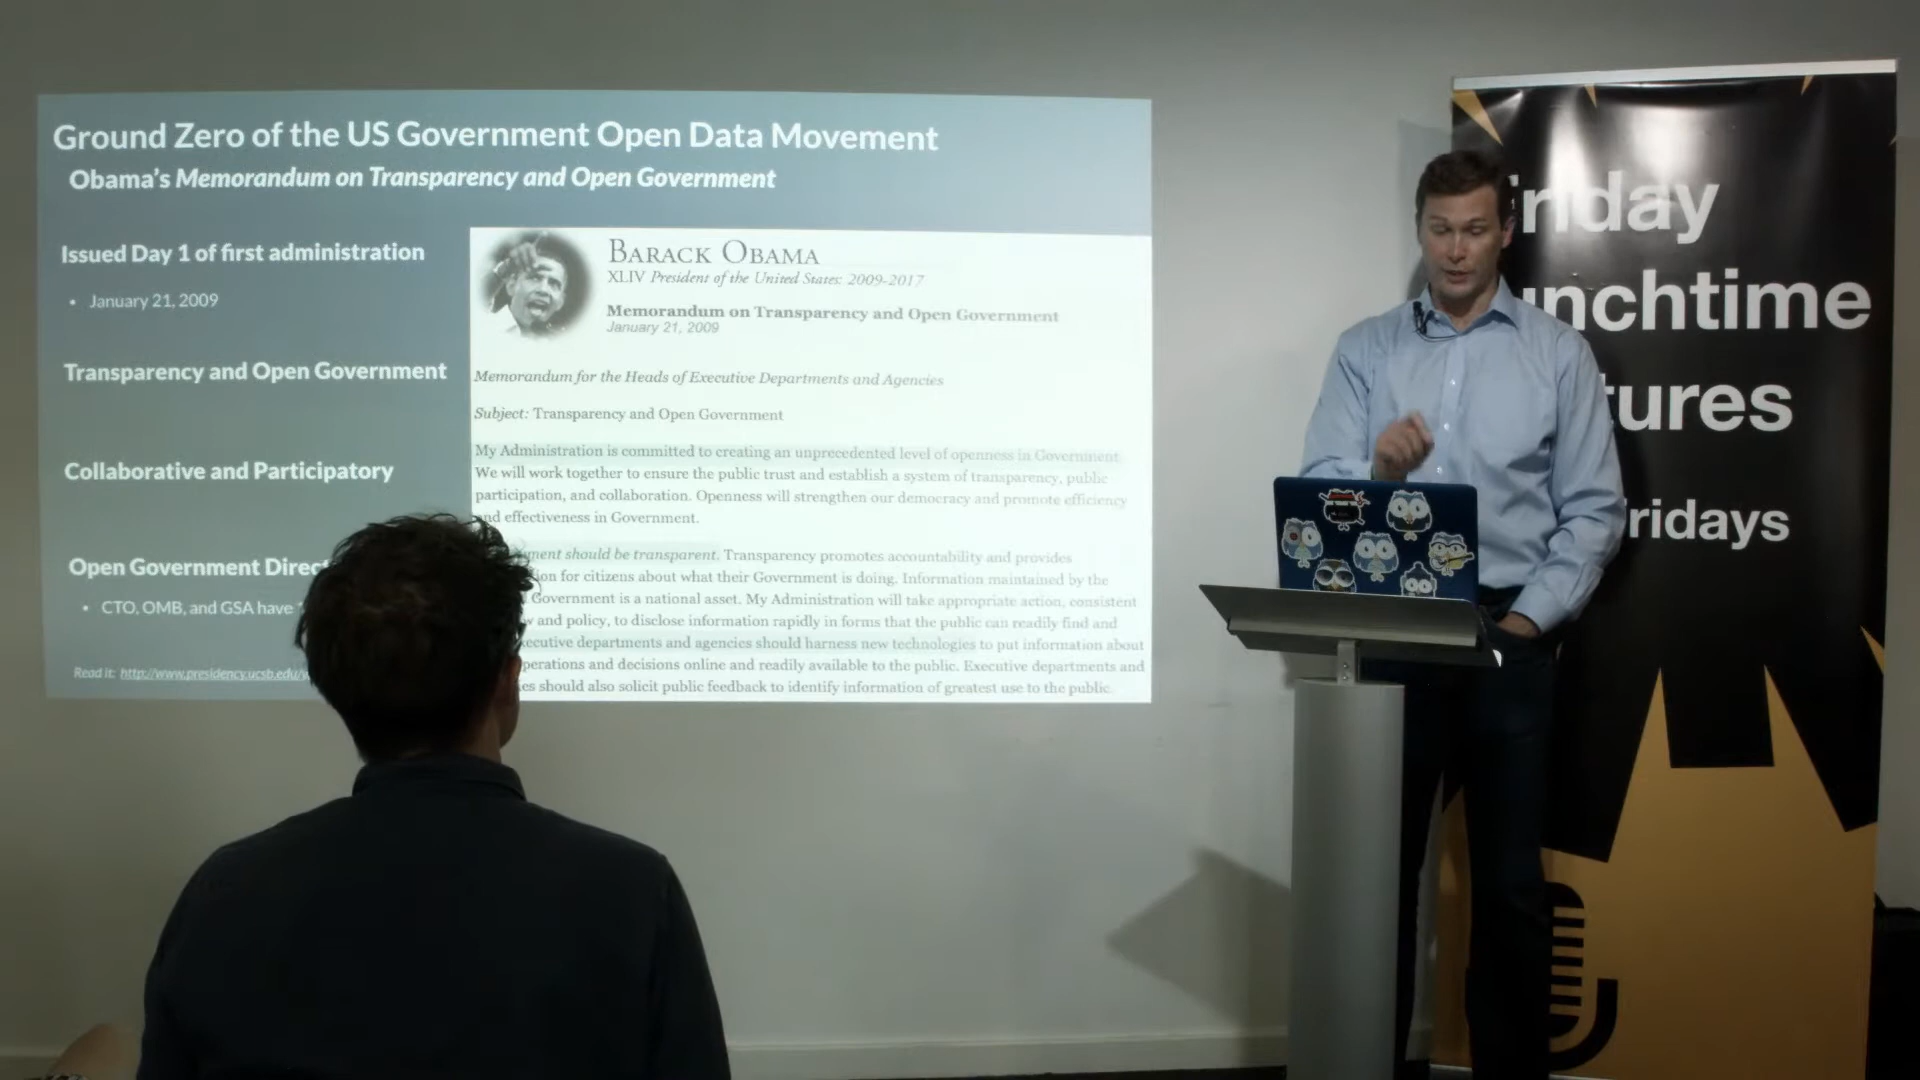 Ground Zero of the US Government Open Data Movement
Obama's Memorandum on Transparency and Open Government
Issued Day 1 of first administration
• January 21, 2009
Transparency and Open Government
Collaborative and Participatory
Open Government
• CTO, OMB, and GSA have
Read it: http://www.presidency.ucsb.edu/
BARACK OBAMA
XLIV President of the United States: 2009-2017
Memorandum on Transparency and Open Government
January 21, 2009
Memorandum for the Heads of Executive Departments and Agencies
Subject: Transparency and Open Government
My Administration is committed to creating an unprecedented level of openness in Government.
We will work together to ensure the public trust and establish a system of transparency, public
participation, and collaboration. Openness will strengthen our democracy and promote efficiency
and effectiveness in Government.
should be transparent. Transparency promotes accountability and provides
for citizens about what their Government is doing. Information maintained by the
Government is a national asset. My Administration will take appropriate action, consistent
and policy, to disclose information rapidly in forms that the public can readily find and
departments and agencies should harness new technologies to put information about
and decisions online and readily available to the public. Executive departments and
should also solicit public feedback to identify information of greatest use to the public.
riday
nchtime
tures
ridays